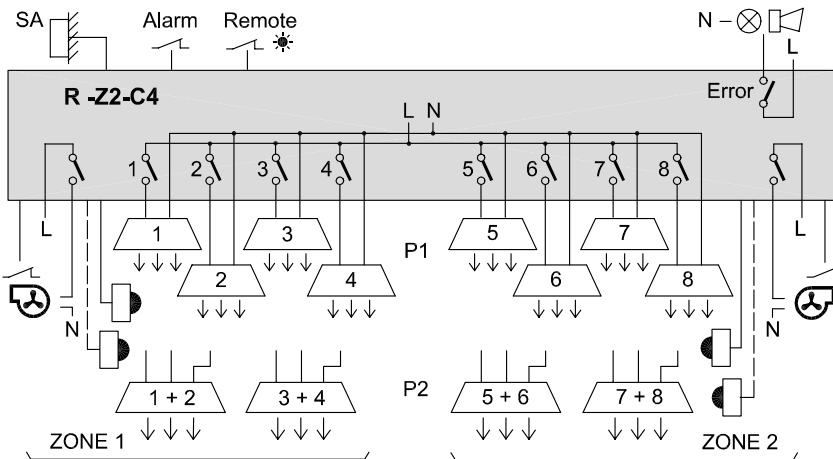 SA Alarm Remote N L
R -Z2-C4 Error
L N
1 2 3 4 5 6 7 8
L L
1 3 P1 5 7
2 4 6 8
N N
1 + 2 3 + 4 P2 5 + 6 7 + 8
ZONE 1 ZONE 2